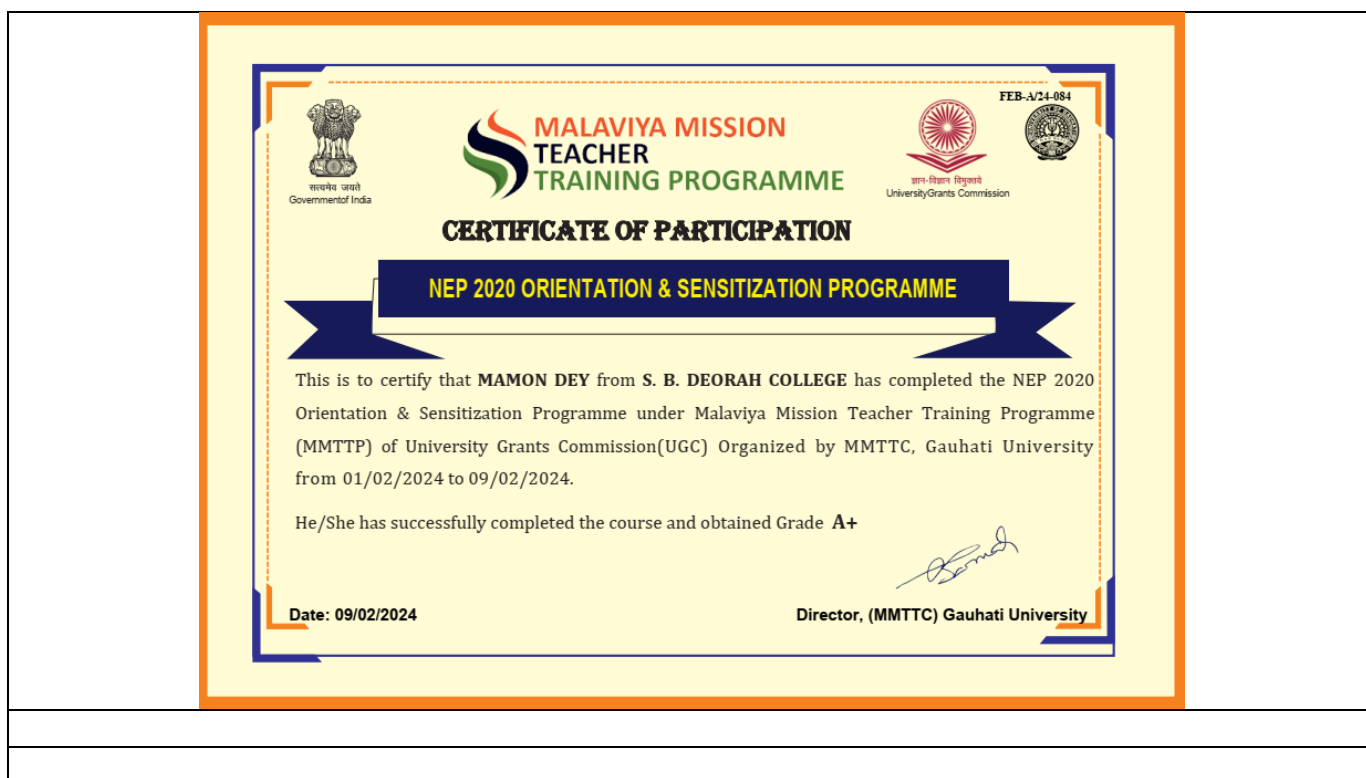 FEB-A/24-084
MALAVIYA MISSION
TEACHER
TRAINING PROGRAMME
सत्यमेव जयते
Governmentof India
ज्ञान-विज्ञान विमुक्तये
UniversityGrants Commission
CERTIFICATE OF PARTICIPATION
NEP 2020 ORIENTATION & SENSITIZATION PROGRAMME
This is to certify that MAMON DEY from S. B. DEORAH COLLEGE has completed the NEP 2020
Orientation & Sensitization Programme under Malaviya Mission Teacher Training Programme
(MMTTP) of University Grants Commission(UGC) Organized by MMTTC, Gauhati University
from 01/02/2024 to 09/02/2024.
He/She has successfully completed the course and obtained Grade A+
Date: 09/02/2024
Director, (MMTTC) Gauhati University